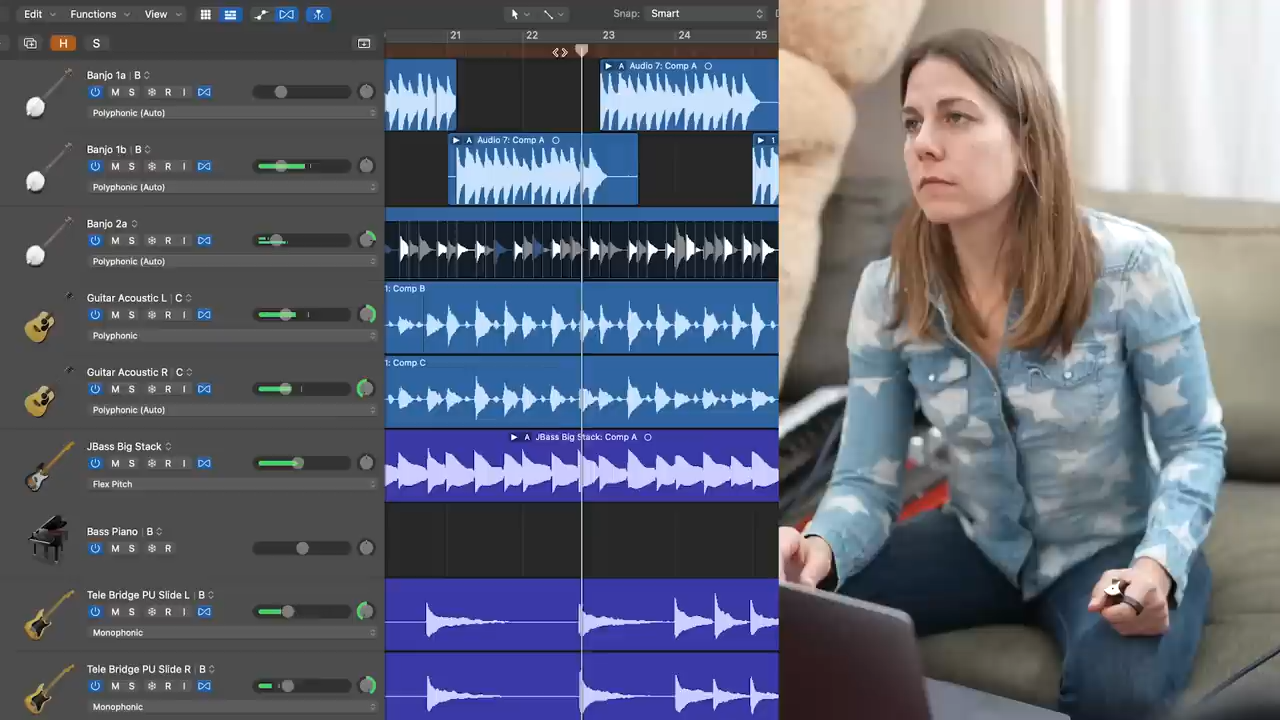 Edit Functions View Snap: Smart
H S
21 22 23 24 25
Banjo 1a | B
M S R I
Polyphonic (Auto)
A Audio 7: Comp A
Banjo 1b | B
M S R I
Polyphonic (Auto)
A Audio 7: Comp A
1
Banjo 2a
M S R I
Polyphonic (Auto)
Guitar Acoustic L | C
M S R I
Polyphonic
1: Comp B
Guitar Acoustic R | C
M S R I
Polyphonic (Auto)
1: Comp C
JBass Big Stack
M S R I
Flex Pitch
A JBass Big Stack: Comp A
Bass Piano | B
M S R
Tele Bridge PU Slide L | B
M S R I
Monophonic
Tele Bridge PU Slide R | B
M S R I
Monophonic